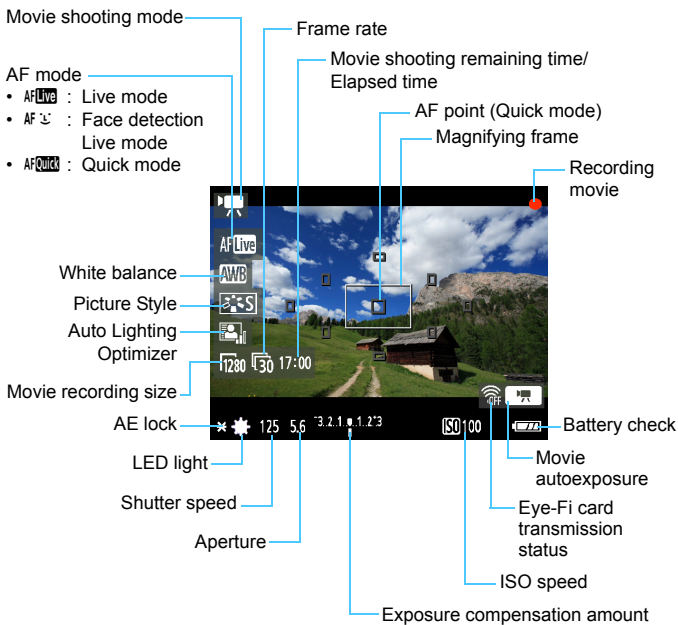 Movie shooting mode
Frame rate
Movie shooting remaining time/
Elapsed time
AF mode
• AF Live : Live mode
• AF : Face detection
Live mode
• AF Quick : Quick mode
AF point (Quick mode)
Magnifying frame
Recording
movie
AF Live
White balance
AWB
Picture Style
S
Auto Lighting
Optimizer
Movie recording size
1280 30 17:00
OFF
AE lock
125 5.6 -3..2..1..0..1..2.+3 ISO 100
Battery check
LED light
Movie
autoexposure
Shutter speed
Eye-Fi card
transmission
status
Aperture
ISO speed
Exposure compensation amount